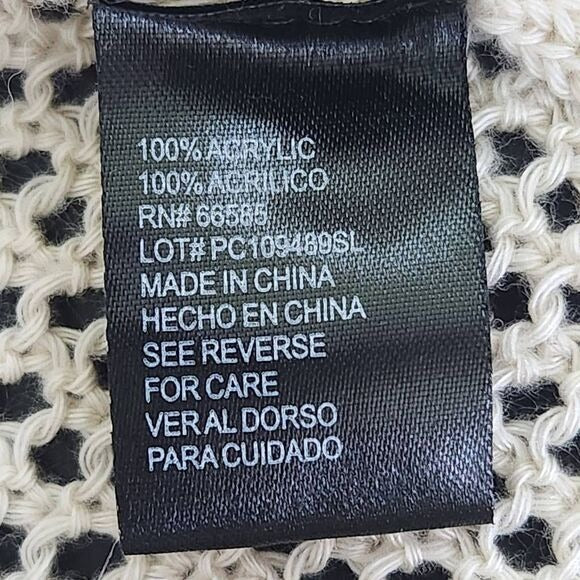 100% ACRYLIC
100% ACRILICO
RN# 66585
LOT# PC109489SL
MADE IN CHINA
HECHO EN CHINA
SEE REVERSE
FOR CARE
VER AL DORSO
PARA CUIDADO